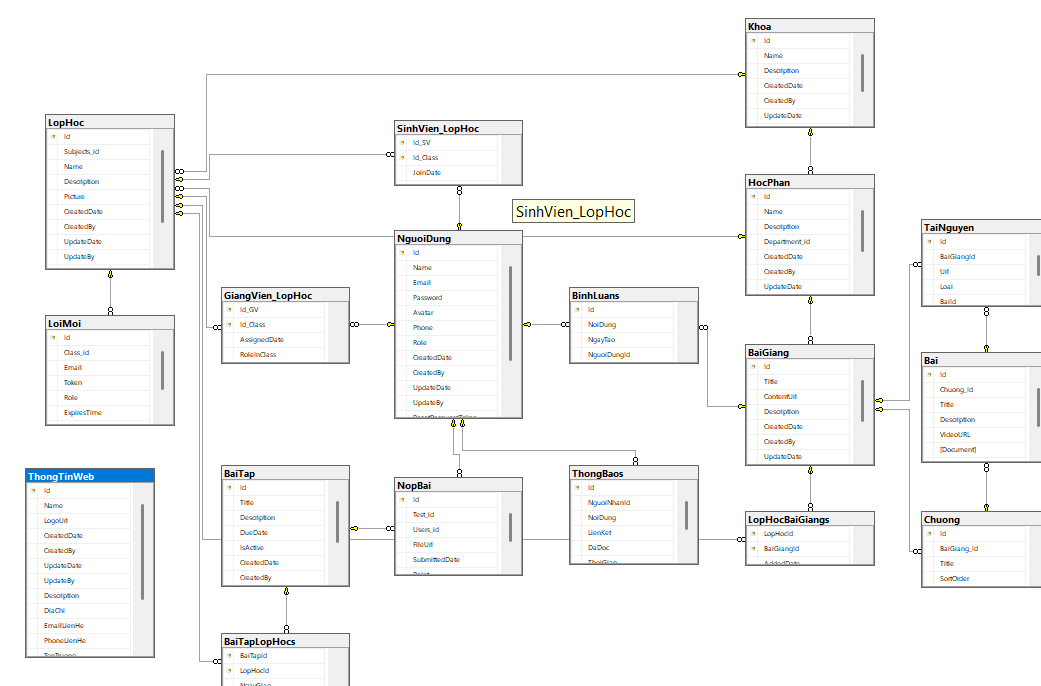 Khoa
Id
Name
Description
CreatedDate
CreatedBy
UpdateDate
LopHoc
Id
Subjects_id
Name
Description
Picture
CreatedDate
CreatedBy
UpdateDate
UpdateBy
SinhVien_LopHoc
Id_SV
Id_Class
JoinDate
SinhVien_LopHoc
HocPhan
Id
Name
Description
Department_id
CreatedDate
CreatedBy
UpdateDate
TaiNguyen
Id
BaiGiangId
Url
Loai
BaiId
NguoiDung
Id
Name
Email
Password
Avatar
Phone
Role
CreatedDate
CreatedBy
UpdateDate
UpdateBy
GiangVien_LopHoc
Id_GV
Id_Class
AssignedDate
RoleInClass
BinhLuans
Id
NoiDung
NgayTao
NguoiDungId
LoiMoi
Id
Class_id
Email
Token
Role
ExpiresTime
BaiGiang
Id
Title
ContentUrl
Description
CreatedDate
CreatedBy
UpdateDate
Bai
Id
Chuong_Id
Title
Description
VideoURL
[Document]
ThongTinWeb
Id
Name
LogoUrl
CreatedDate
CreatedBy
UpdateDate
UpdateBy
Description
DiaChi
EmailLienHe
PhoneLienHe
BaiTap
Id
Title
Description
DueDate
IsActive
CreatedDate
CreatedBy
NopBai
Id
Test_id
Users_id
FileUrl
SubmittedDate
ThongBaos
Id
NguoiNhanId
NoiDung
LienKet
DaDoc
ThoiGian
LopHocBaiGiangs
LopHocId
BaiGiangId
AddedDate
Chuong
Id
BaiGiang_Id
Title
SortOrder
BaiTapLopHocs
BaiTapId
LopHocId
NgayGiao